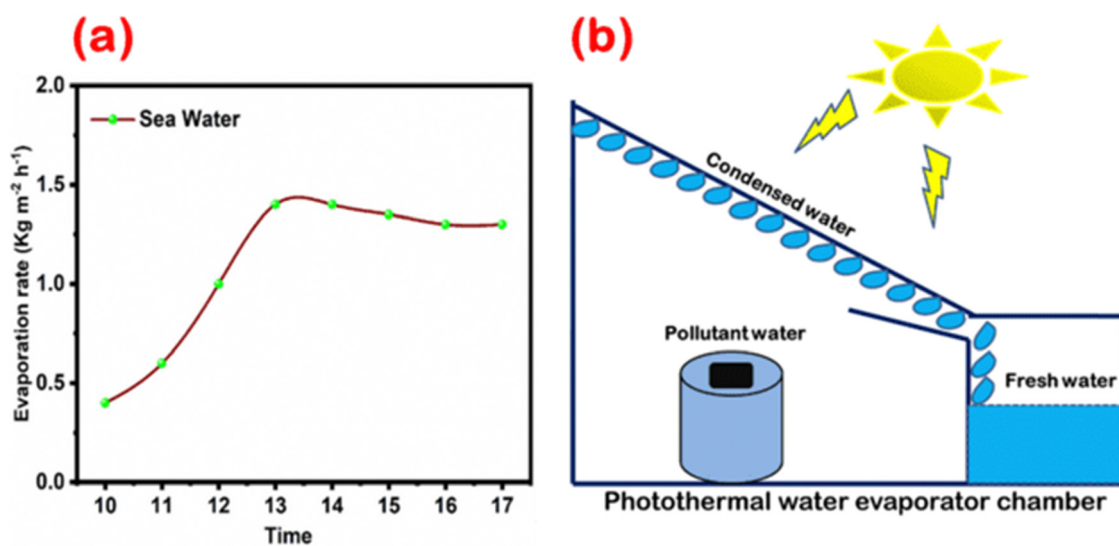 (a)
2.0
1.5
1.0
0.5
0.0
Evaporation rate (Kg m⁻² h⁻¹)
Sea Water
10 11 12 13 14 15 16 17
Time
(b)
Condensed water
Pollutant water
Fresh water
Photothermal water evaporator chamber